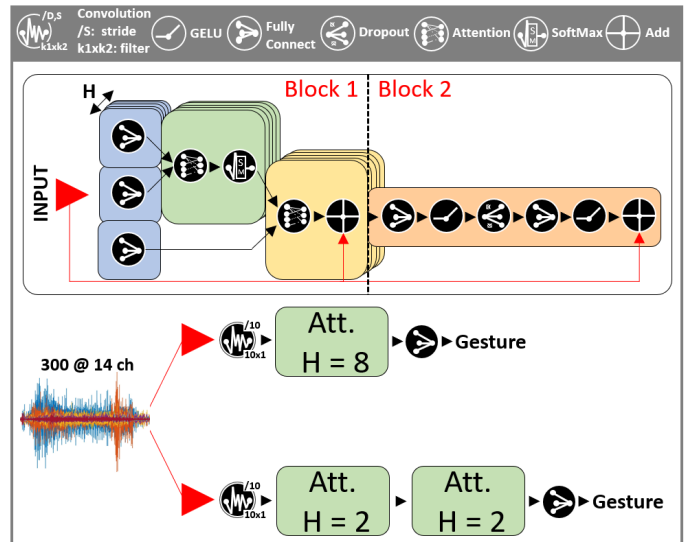 /D,S
k1xk2
Convolution
/S: stride
k1xk2: filter
GELU
Fully
Connect
Dropout
Attention
S
M
SoftMax
Add
H
Block 1
Block 2
INPUT
S
M
300 @ 14 ch
/10
10x1
Att.
H = 8
Gesture
/10
10x1
Att.
H = 2
Att.
H = 2
Gesture